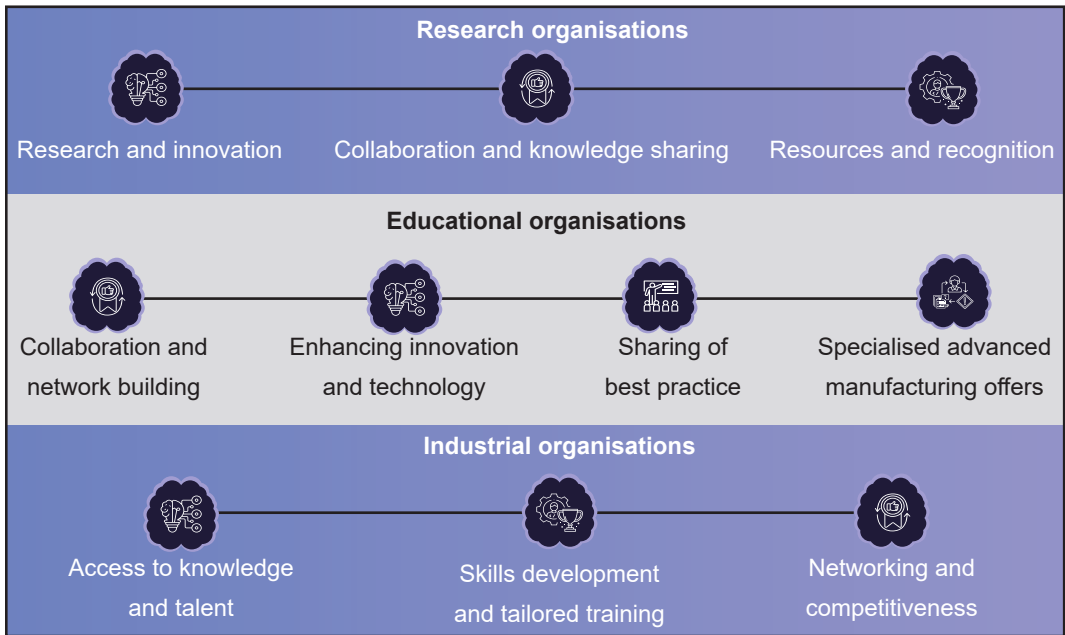 Research organisations
Research and innovation
Collaboration and knowledge sharing
Resources and recognition
Educational organisations
Collaboration and
network building
Enhancing innovation
and technology
Sharing of
best practice
Specialised advanced
manufacturing offers
Industrial organisations
Access to knowledge
and talent
Skills development
and tailored training
Networking and
competitiveness